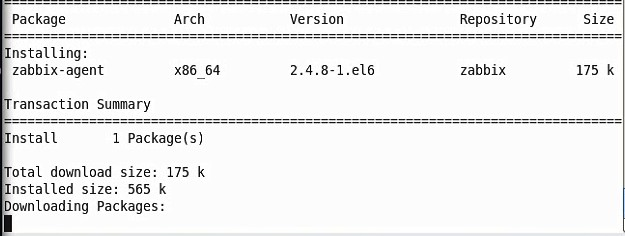 ================================================================================
Package Arch Version Repository Size
================================================================================
Installing:
zabbix-agent x86_64 2.4.8-1.el6 zabbix 175 k
Transaction Summary
================================================================================
Install 1 Package(s)
Total download size: 175 k
Installed size: 565 k
Downloading Packages: